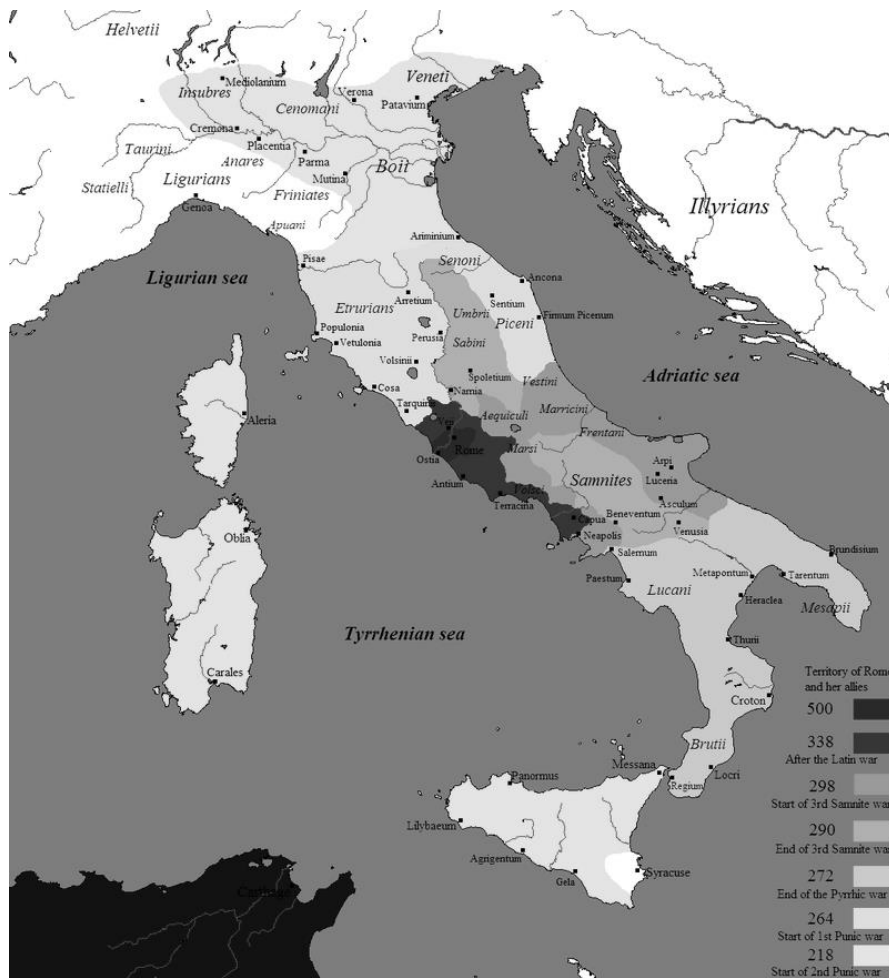 Helvetii
Mediolanium
Insubres
Cenomani
Verona
Veneti
Patavium
Cremona
Placentia
Taurini
Anares
Parma
Boii
Statielli
Ligurians
Mutina
Friniates
Genoa
Apuani
Illyrians
Ariminium
Pisae
Senoni
Ligurian sea
Ancona
Arretium
Sentium
Etrurians
Umbrii
Piceni
Firmum Picenum
Populonia
Perusia
Vetulonia
Sabini
Volsinii
Spoletium
Vestini
Adriatic sea
Cosa
Narnia
Tarquinii
Aequiculi
Marricini
Aleria
Veii
Frentani
Rome
Marsi
Ostia
Arpi
Samnites
Luceria
Antium
Volsci
Terracina
Asculum
Capua
Beneventum
Oblia
Neapolis
Venusia
Salernum
Brundisium
Paestum
Metapontum
Tarentum
Lucani
Heraclea
Mesapii
Tyrrhenian sea
Thurii
Carales
Territory of Rome
and her allies
Croton
500
338
After the Latin war
Brutii
Messana
Locri
Panormus
Regium
298
Start of 3rd Samnite war
Lilybaeum
290
End of 3rd Samnite war
Agrigentum
Gela
Syracuse
272
End of the Pyrrhic war
Carthage
264
Start of 1st Punic war
218
Start of 2nd Punic war